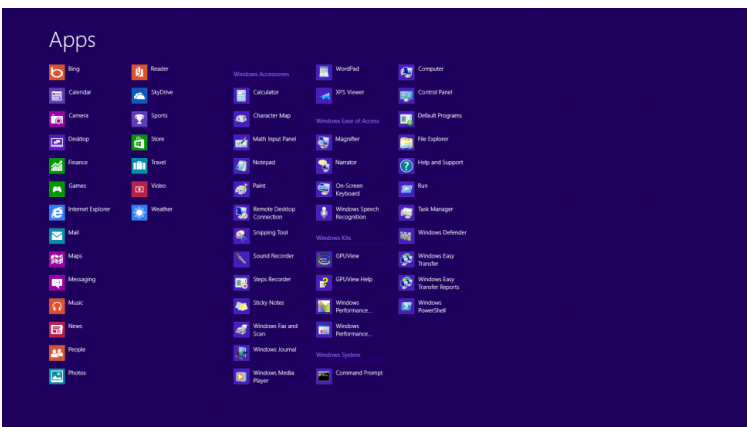 Apps
Bing
Calendar
Camera
Desktop
Finance
Games
Internet Explorer
Mail
Maps
Messaging
Music
News
People
Photos
Reader
SkyDrive
Sports
Store
Travel
Video
Weather
Windows Accessories
Calculator
Character Map
Math Input Panel
Notepad
Paint
Remote Desktop
Connection
Snipping Tool
Sound Recorder
Steps Recorder
Sticky Notes
Windows Fax and
Scan
Windows Journal
Windows Media
Player
WordPad
XPS Viewer
Windows Ease of Access
Magnifier
Narrator
On-Screen
Keyboard
Windows Speech
Recognition
Windows Kits
GPUView
GPUView Help
Windows
Performance...
Windows
Performance...
Windows System
Command Prompt
Computer
Control Panel
Default Programs
File Explorer
Help and Support
Run
Task Manager
Windows Defender
Windows Easy
Transfer
Windows Easy
Transfer Reports
Windows
PowerShell